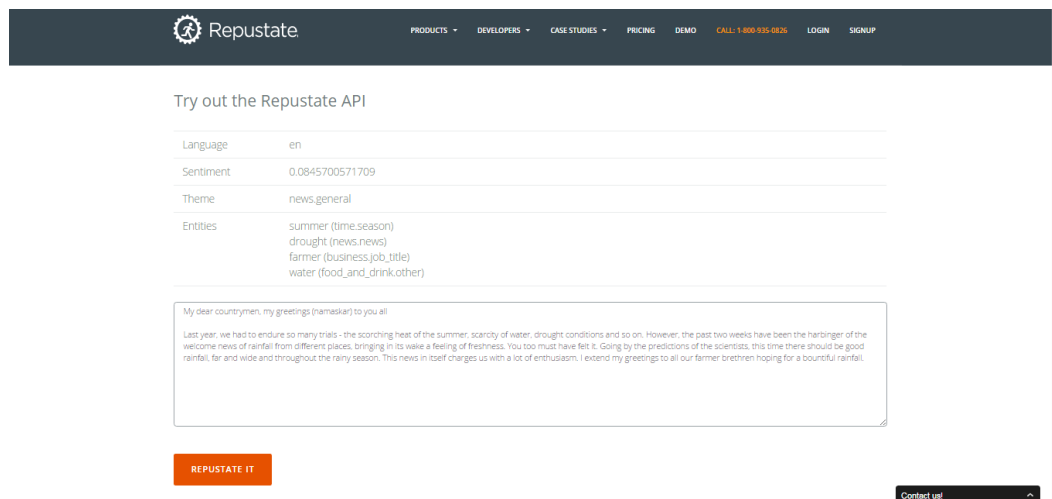 Repustate
PRODUCTS DEVELOPERS CASE STUDIES PRICING DEMO CALL: 1-800-935-0826 LOGIN SIGNUP
Try out the Repustate API
Language en
Sentiment 0.0845700571709
Theme news.general
Entities summer (time.season)
drought (news.news)
farmer (business.job_title)
water (food_and_drink.other)
My dear countrymen, my greetings (namaskar) to you all
Last year, we had to endure so many trials - the scorching heat of the summer, scarcity of water, drought conditions and so on. However, the past two weeks have been the harbinger of the
welcome news of rainfall from different places, bringing in its wake a feeling of freshness. You too must have felt it. Going by the predictions of the scientists, this time there should be good
rainfall, far and wide and throughout the rainy season. This news in itself charges us with a lot of enthusiasm. I extend my greetings to all our farmer brethren hoping for a bountiful rainfall.
REPUSTATE IT
Contact us!